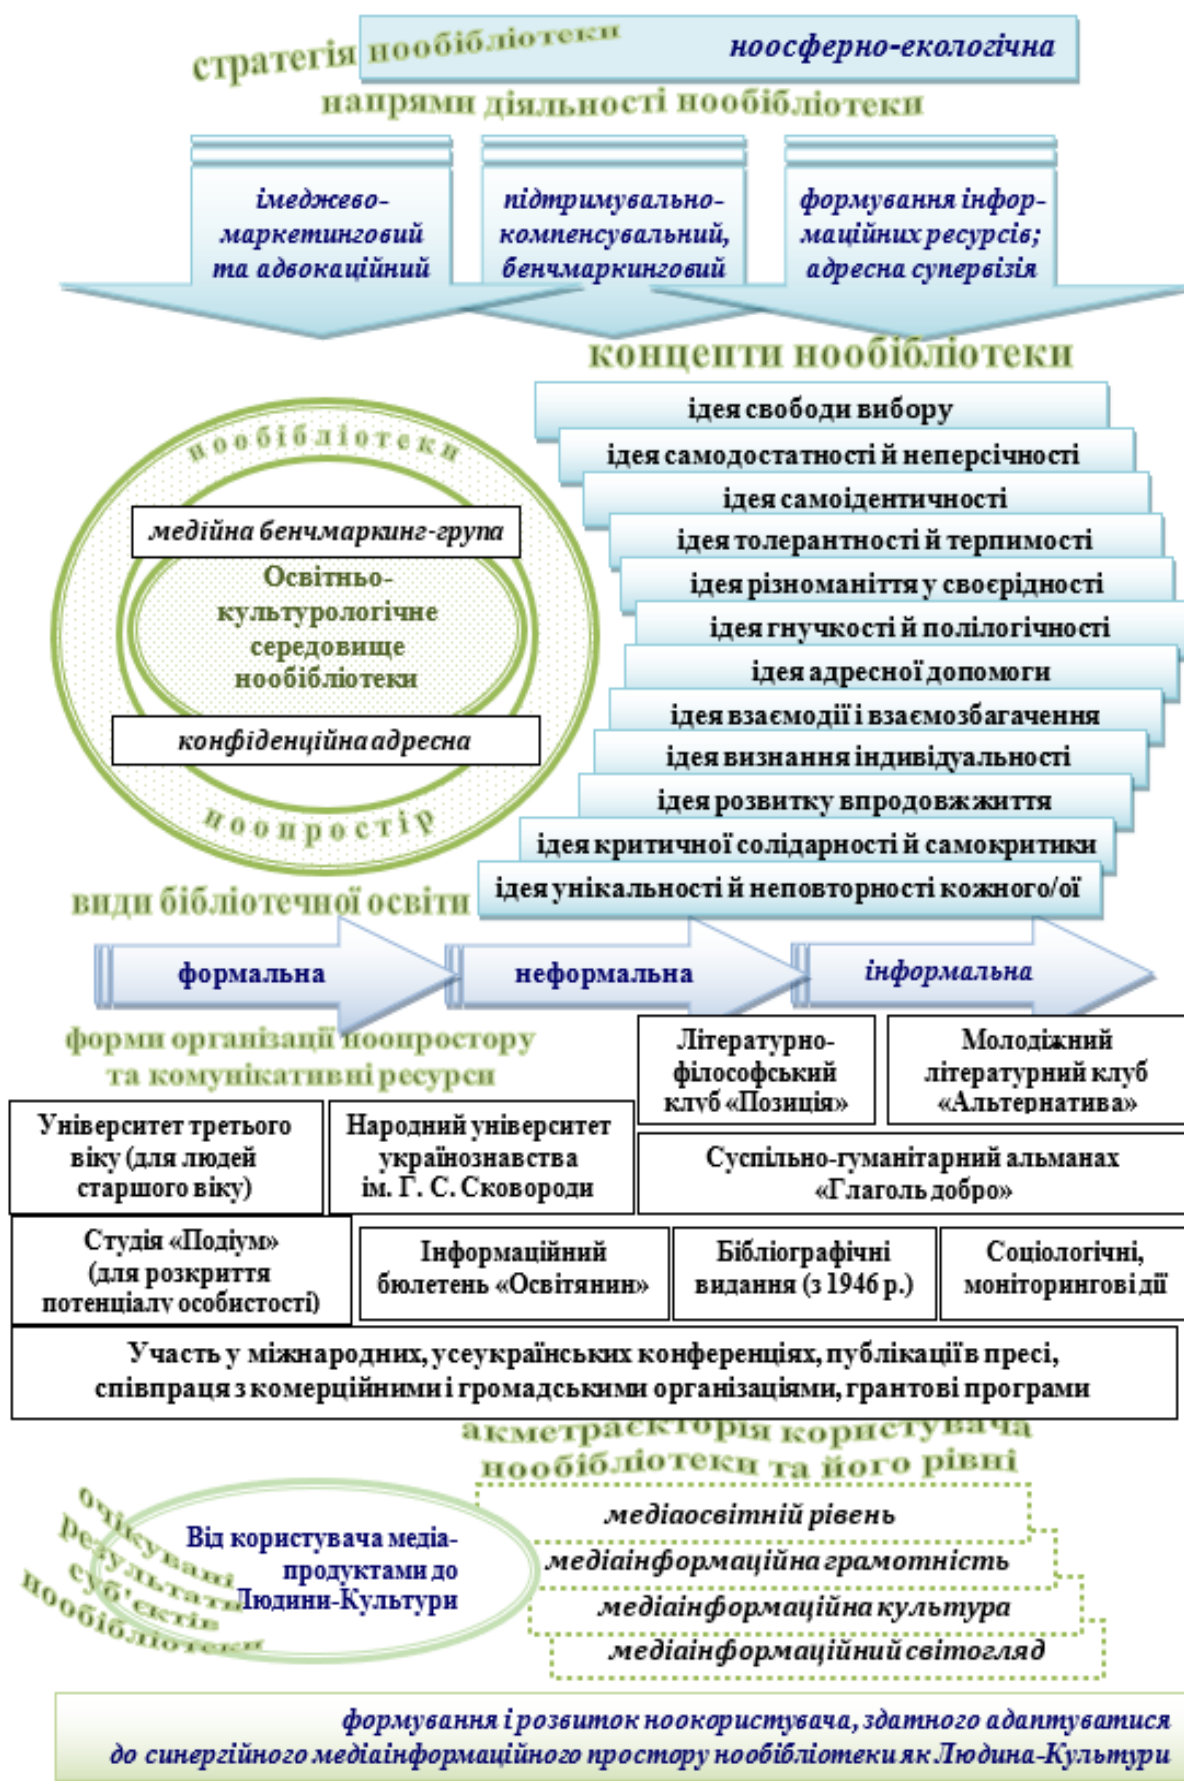 стратегія нообібліотеки
ноосферно-екологічна
напрями діяльності нообібліотеки
імеджево-
маркетинговий
та адвокаційний
підтримувально-
компенсувальний,
бенчмаркинговий
формування інфор-
маційних ресурсів;
адресна супервізія
концепти нообібліотеки
ідея свободи вибору
ідея самодостатності й неперсічності
ідея самоідентичності
ідея толерантності й терпимості
ідея різноманіття у своєрідності
ідея гнучкості й полілогічності
ідея адресної допомоги
ідея взаємодії і взаємозбагачення
ідея визнання індивідуальності
ідея розвитку впродовж життя
ідея критичної солідарності й самокритики
ідея унікальності й неповторності кожного/ої
нообібліотеки
медійна бенчмаркинг-група
Освітньо-
культурологічне
середовище
нообібліотеки
конфіденційна адресна
ноопростір
види бібліотечної освіти
формальна
неформальна
інформальна
форми організації ноопростору
та комунікативні ресурси
Літературно-
філософський
клуб «Позиція»
Молодіжний
літературний клуб
«Альтернатива»
Університет третього
віку (для людей
старшого віку)
Народний університет
українознавства
ім. Г. С. Сковороди
Суспільно-гуманітарний альманах
«Глаголь добро»
Студія «Подіум»
(для розкриття
потенціалу особистості)
Інформаційний
бюлетень «Освітянин»
Бібліографічні
видання (з 1946 р.)
Соціологічні,
моніторингові дії
Участь у міжнародних, усеукраїнських конференціях, публікації в пресі,
співпраця з комерційними і громадськими організаціями, грантові програми
акметраєкторія користувача
нообібліотеки та його рівні
очікувані
результати
суб'єктів
нообібліотеки
Від користувача медіа-
продуктами до
Людини-Культури
медіаосвітній рівень
медіаінформаційна грамотність
медіаінформаційна культура
медіаінформаційний світогляд
формування і розвиток ноокористувача, здатного адаптуватися
до синергійного медіаінформаційного простору нообібліотеки як Людина-Культури